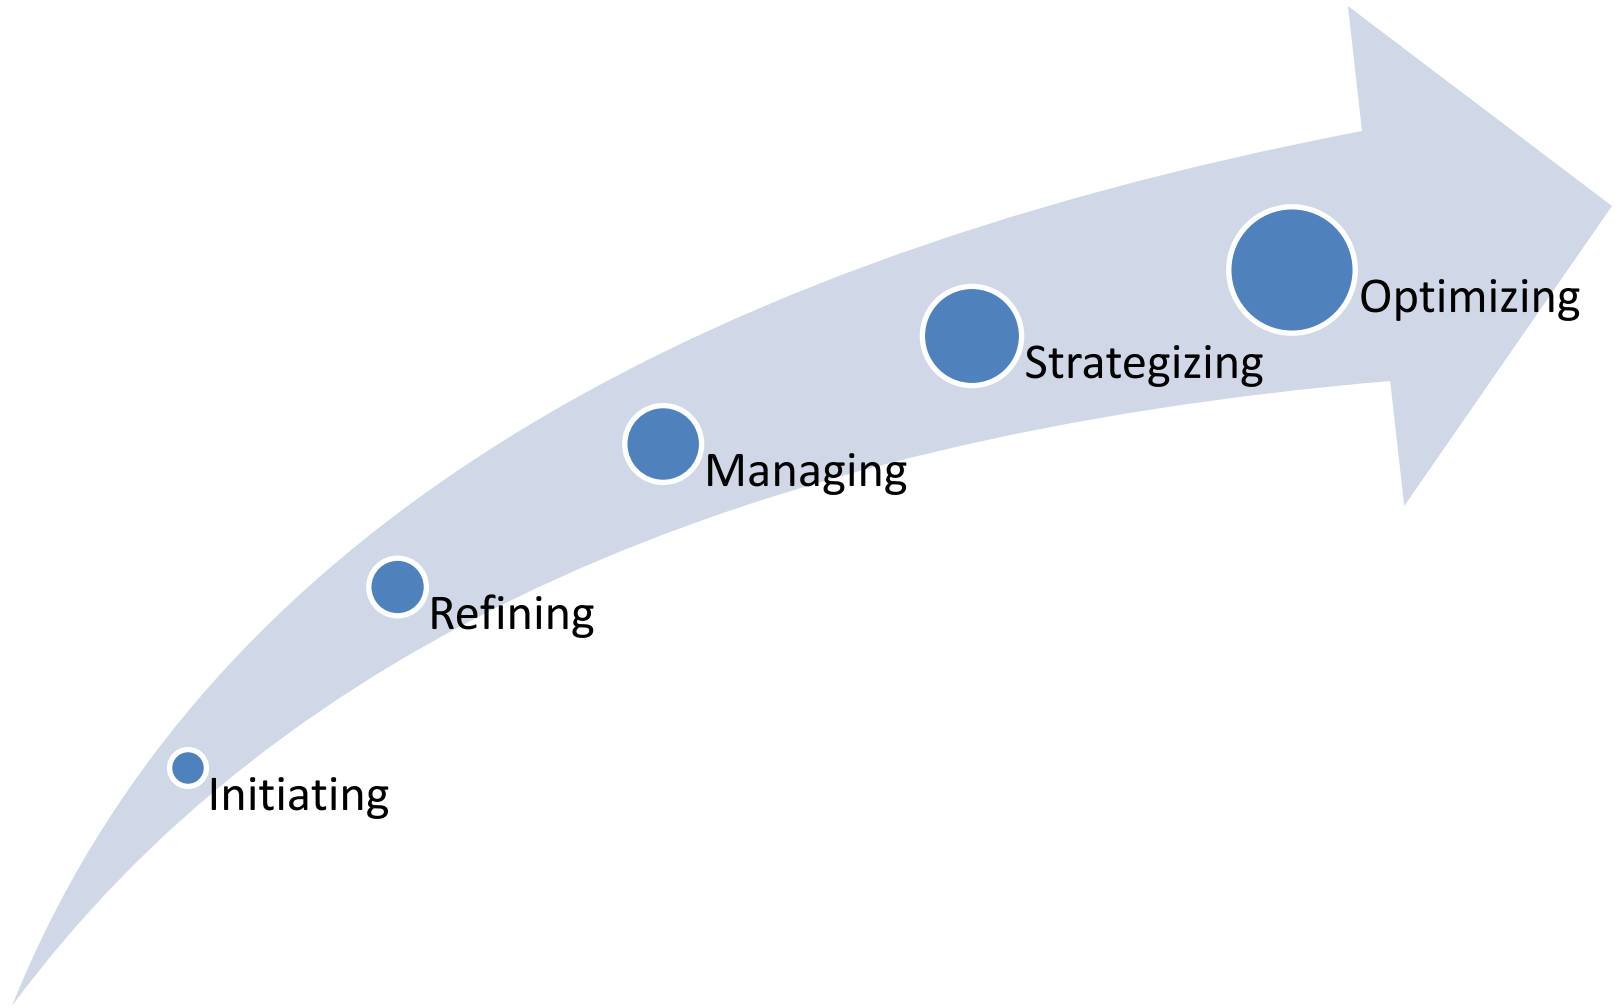 Initiating
Refining
Managing
Strategizing
Optimizing